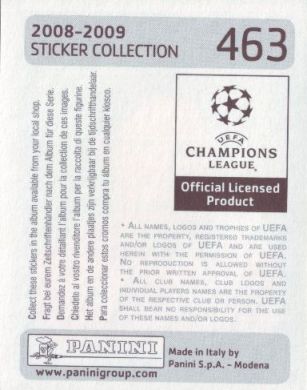 2008-2009
STICKER COLLECTION
463
Collect these stickers in the album available from your local shop.
Fragt bei eurem Zeitschriftenhändler nach dem Album für diese Serie.
Demandez à votre détaillant l'album pour la collection de ces images.
Chiedete al vostro rivenditore l'album per la raccolta di queste figurine.
Het album en de andere plaatjes zijn verkrijgbaar bij de tijdschrifthandelaar.
Para coleccionar estos cromos compra tu álbum en cualquier kiosco.
UEFA
CHAMPIONS
LEAGUE
Official Licensed
Product
* ALL NAMES, LOGOS AND TROPHIES OF UEFA
ARE THE PROPERTY, REGISTERED TRADEMARKS
AND/OR LOGOS OF UEFA AND ARE USED
HEREIN WITH THE PERMISSION OF UEFA.
NO REPRODUCTION IS ALLOWED WITHOUT
THE PRIOR WRITTEN APPROVAL OF UEFA.
* ALL CLUB NAMES, CLUB LOGOS AND
INDIVIDUAL PLAYERS NAMES ARE THE PROPERTY
OF THE RESPECTIVE CLUB OR PERSON. UEFA
SHALL BEAR NO RESPONSIBILITY FOR THE USE
OF THESE NAMES AND/OR LOGOS.
PANINI
www.paninigroup.com
Made in Italy by
Panini S.p.A. - Modena